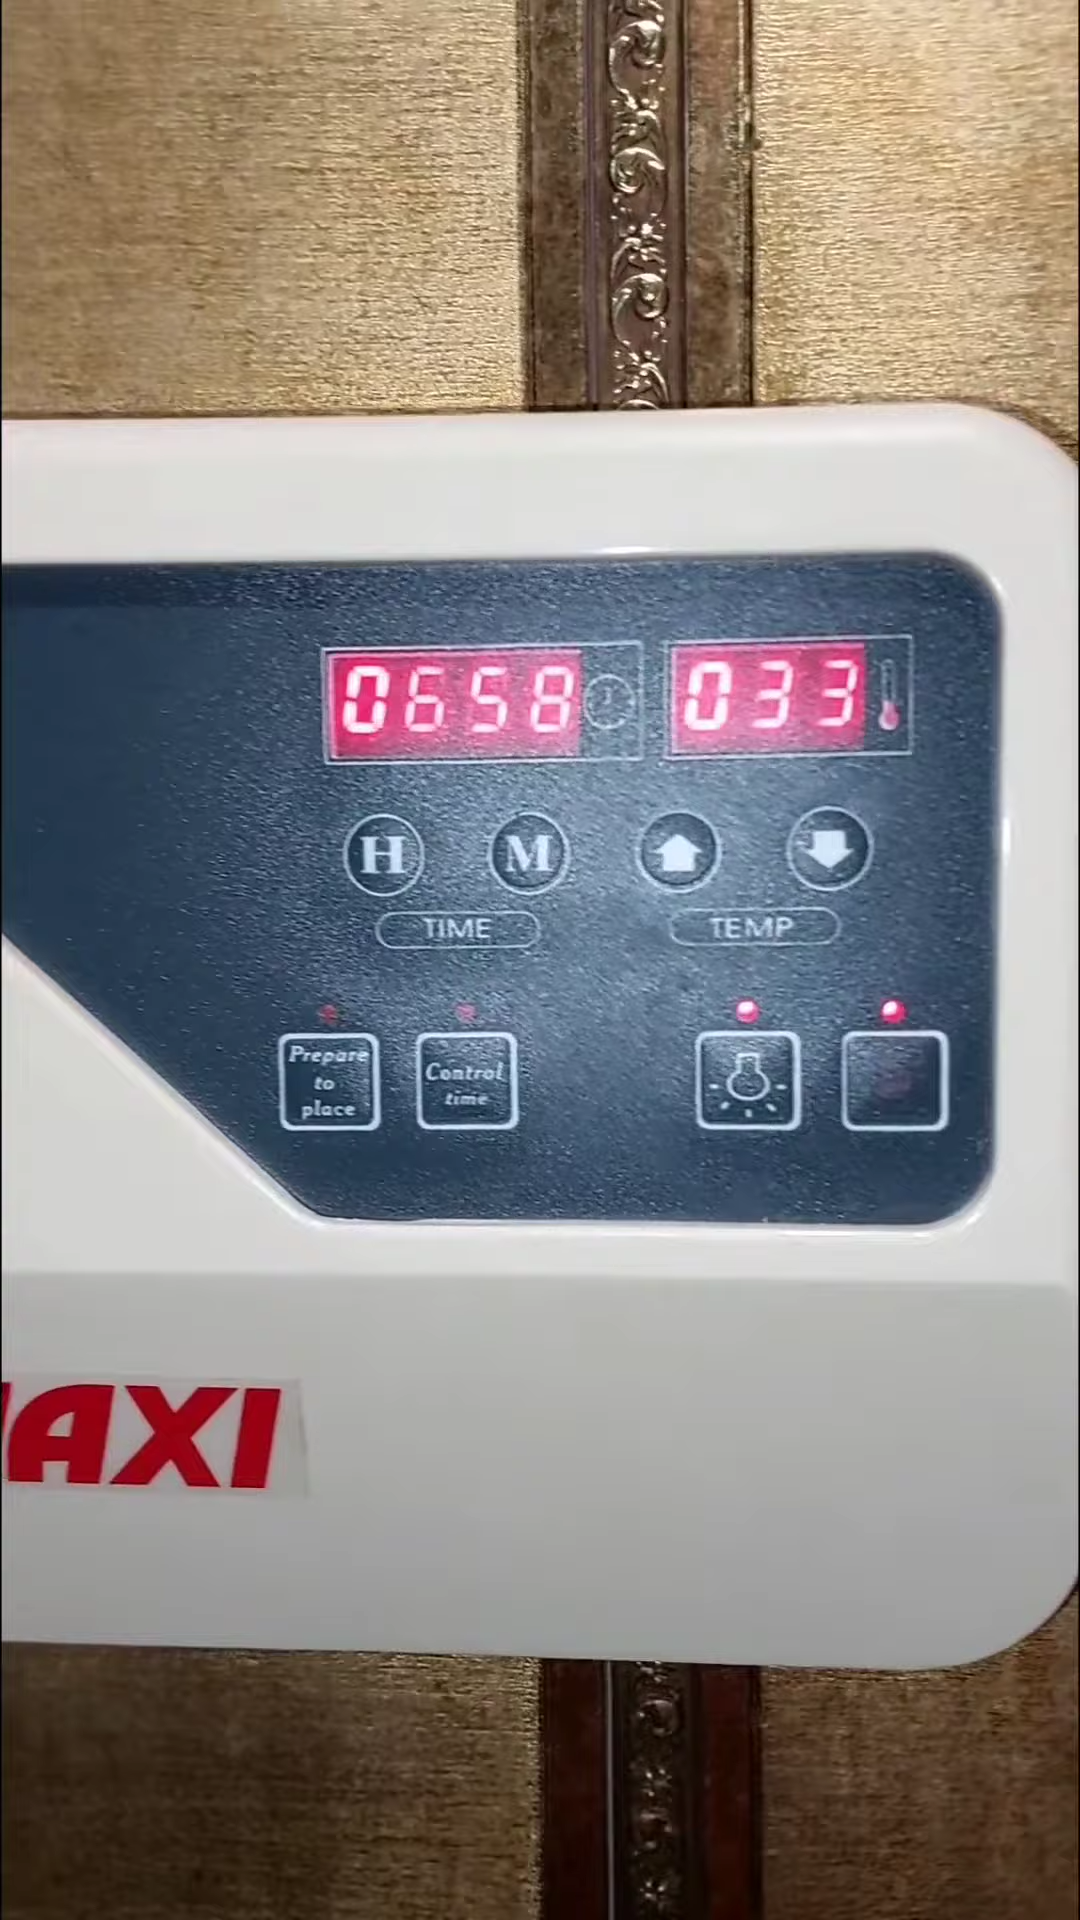 0658 033
H M
TIME TEMP
Prepare
to
place
Control
time
AXI